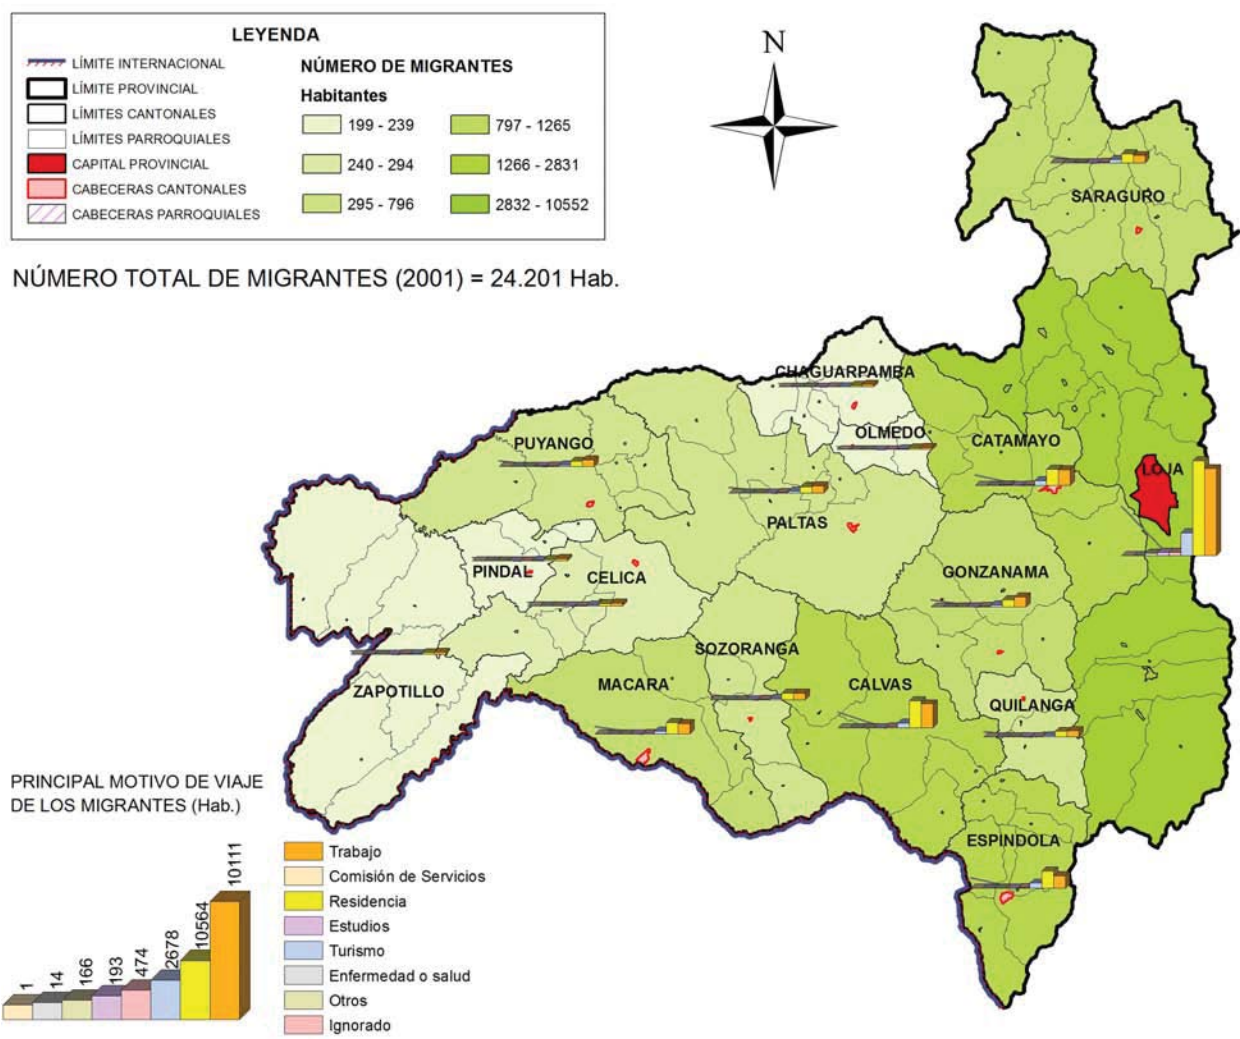 LEYENDA
LÍMITE INTERNACIONAL
LÍMITE PROVINCIAL
LÍMITES CANTONALES
LÍMITES PARROQUIALES
CAPITAL PROVINCIAL
CABECERAS CANTONALES
CABECERAS PARROQUIALES
NÚMERO DE MIGRANTES
Habitantes
199 - 239
240 - 294
295 - 796
797 - 1265
1266 - 2831
2832 - 10552
N
NÚMERO TOTAL DE MIGRANTES (2001) = 24.201 Hab.
SARAGURO
CHAGUARPAMBA
OLMEDO
CATAMAYO
LOJA
PUYANGO
PALTAS
PINDAL
CELICA
GONZANAMA
SOZORANGA
ZAPOTILLO
MACARA
CALVAS
QUILANGA
ESPINDOLA
PRINCIPAL MOTIVO DE VIAJE
DE LOS MIGRANTES (Hab.)
1
14
166
193
474
2678
10564
10111
Trabajo
Comisión de Servicios
Residencia
Estudios
Turismo
Enfermedad o salud
Otros
Ignorado